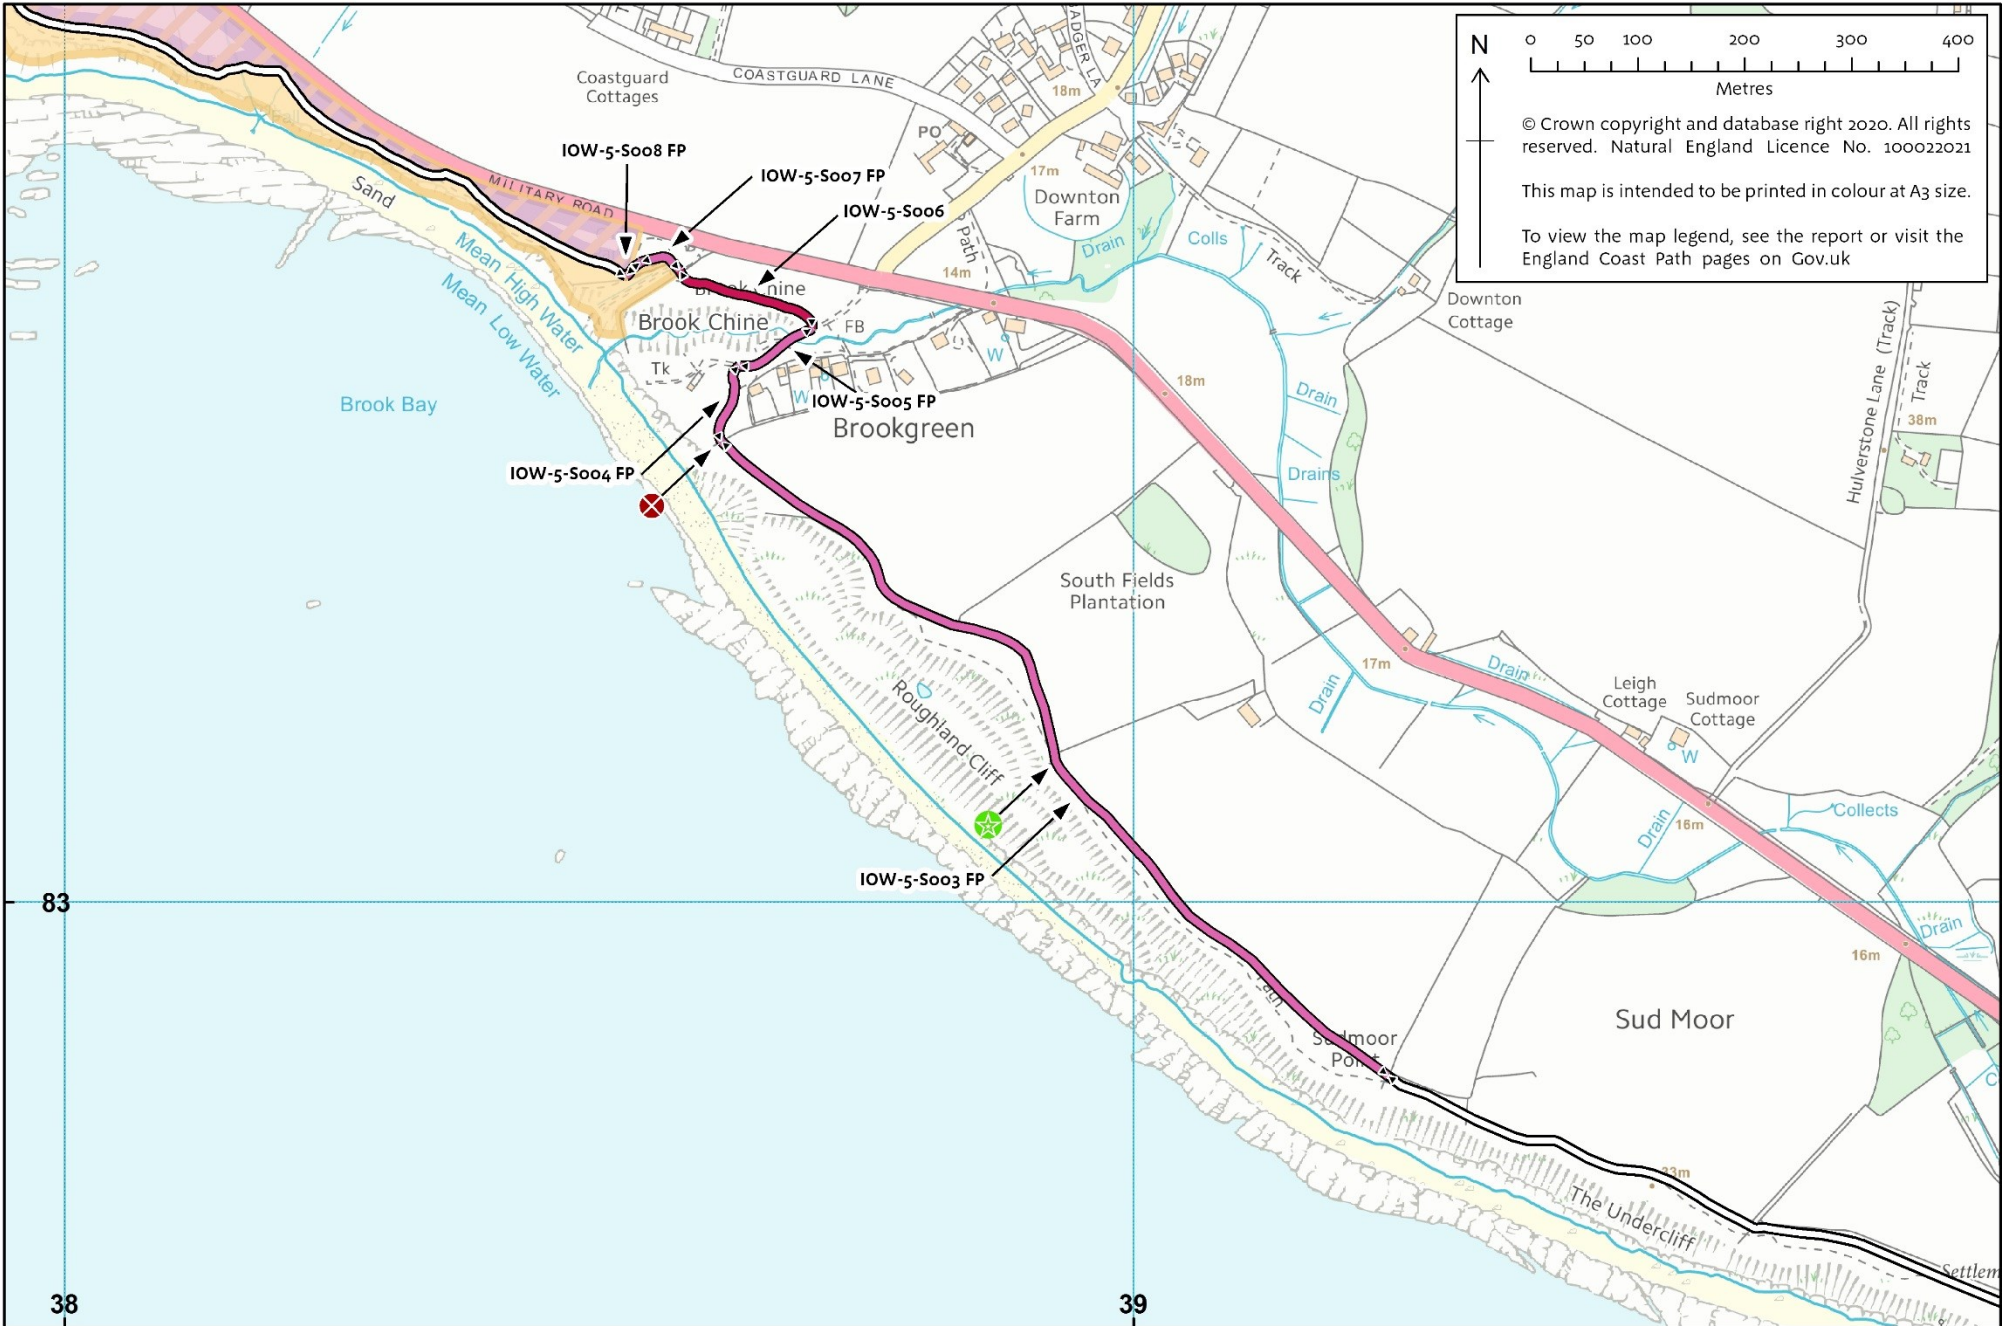 N
0 50 100 200 300 400
Metres
© Crown copyright and database right 2020. All rights
reserved. Natural England Licence No. 100022021
This map is intended to be printed in colour at A3 size.
To view the map legend, see the report or visit the
England Coast Path pages on Gov.uk
Coastguard
Cottages
COASTGUARD LANE
18m
PO
17m
Downton
Farm
IOW-5-S008 FP
IOW-5-S007 FP
IOW-5-S006
MILITARY ROAD
Sand
Path
Drain
Colls
Track
14m
Mean High Water
Mean Low Water
Brook Chine
Brook Chine
FB
Downton
Cottage
Hulverstone Lane (Track)
Track
38m
Tk
W
W
IOW-5-S005 FP
Brookgreen
Brook Bay
18m
Drain
Drains
IOW-5-S004 FP
South Fields
Plantation
Roughland Cliff
17m
Drain
Drain
Leigh
Cottage
Sudmoor
Cottage
W
IOW-5-S003 FP
16m
Drain
Collects
83
Drain
16m
Sud Moor
Sudmoor
Point
The Undercliff
38
39